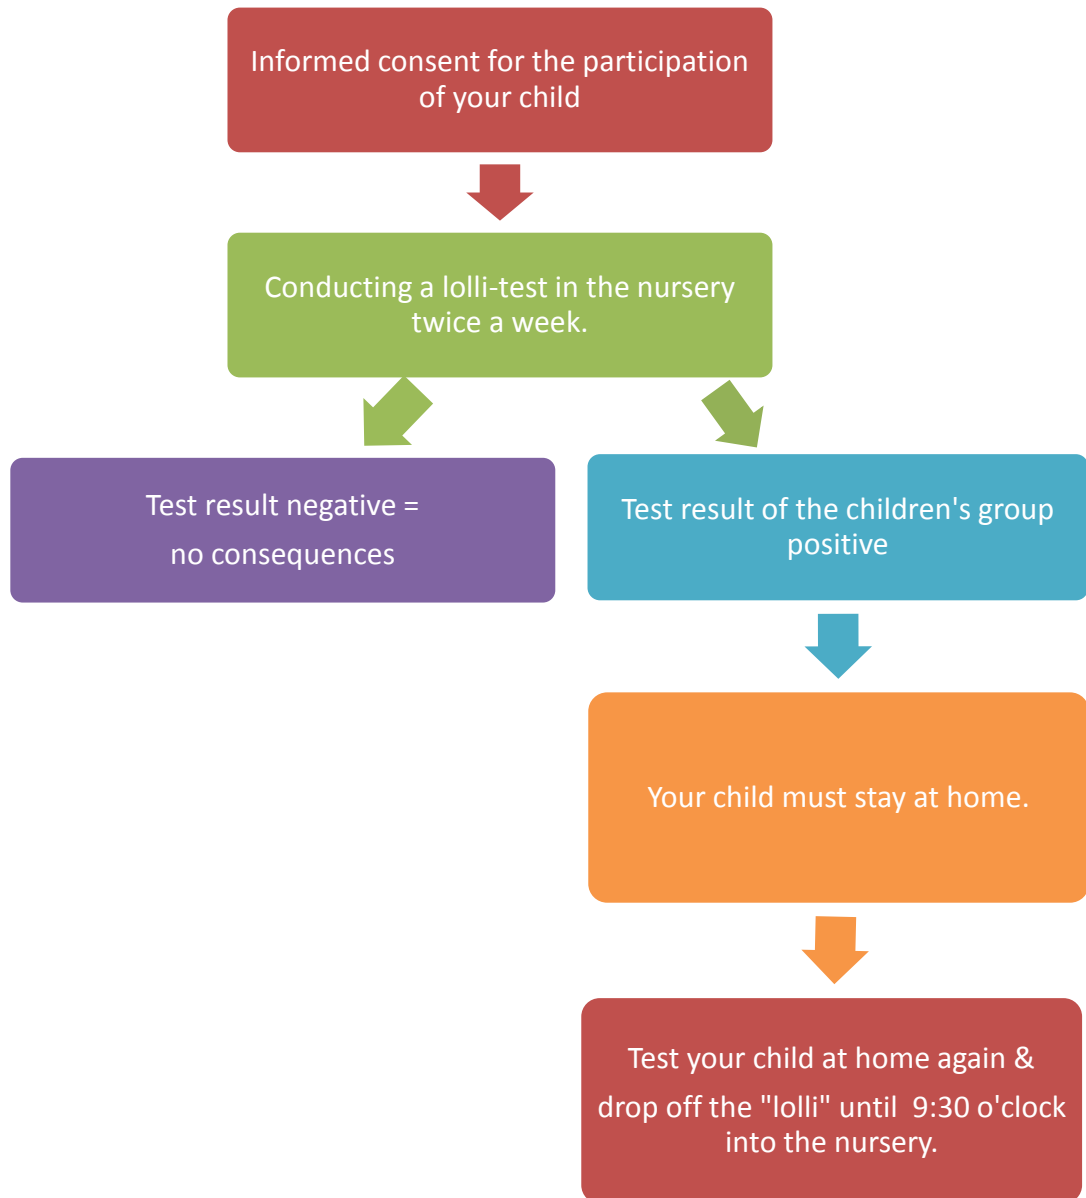 Informed consent for the participation
of your child
Conducting a lolli-test in the nursery
twice a week.
Test result negative =
no consequences
Test result of the children's group
positive
Your child must stay at home.
Test your child at home again &
drop off the "lolli" until  9:30 o'clock
into the nursery.